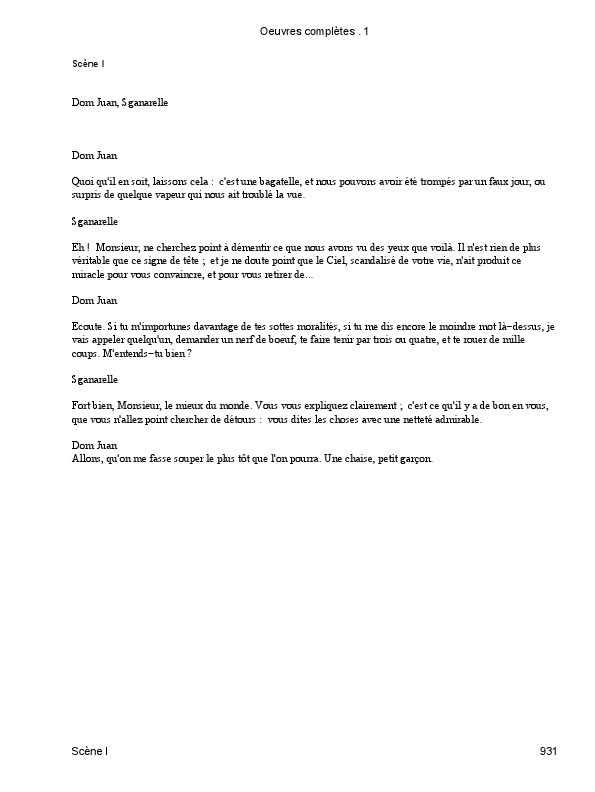 Oeuvres complètes . 1
Scène I
Dom Juan, Sganarelle
Dom Juan
Quoi qu'il en soit, laissons cela :  c'est une bagatelle, et nous pouvons avoir été trompés par un faux jour, ou
surpris de quelque vapeur qui nous ait troublé la vue.
Sganarelle
Eh !  Monsieur, ne cherchez point à démentir ce que nous avons vu des yeux que voilà. Il n'est rien de plus
véritable que ce signe de tête ;  et je ne doute point que le Ciel, scandalisé de votre vie, n'ait produit ce
miracle pour vous convaincre, et pour vous retirer de...
Dom Juan
Ecoute. Si tu m'importunes davantage de tes sottes moralités, si tu me dis encore le moindre mot là−dessus, je
vais appeler quelqu'un, demander un nerf de boeuf, te faire tenir par trois ou quatre, et te rouer de mille
coups. M'entends−tu bien ?
Sganarelle
Fort bien, Monsieur, le mieux du monde. Vous vous expliquez clairement ;  c'est ce qu'il y a de bon en vous,
que vous n'allez point chercher de détours :  vous dites les choses avec une netteté admirable.
Dom Juan
Allons, qu'on me fasse souper le plus tôt que l'on pourra. Une chaise, petit garçon.
Scène I 931